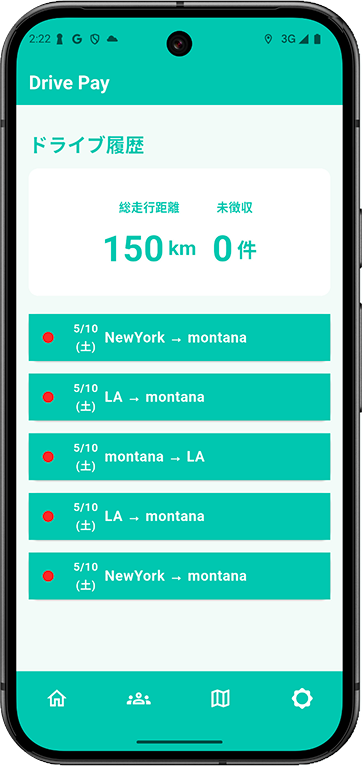 2:22
3G
Drive Pay
ドライブ履歴
総走行距離 未徴収
150 km 0 件
5/10
(土)
NewYork → montana
5/10
(土)
LA → montana
5/10
(土)
montana → LA
5/10
(土)
LA → montana
5/10
(土)
NewYork → montana